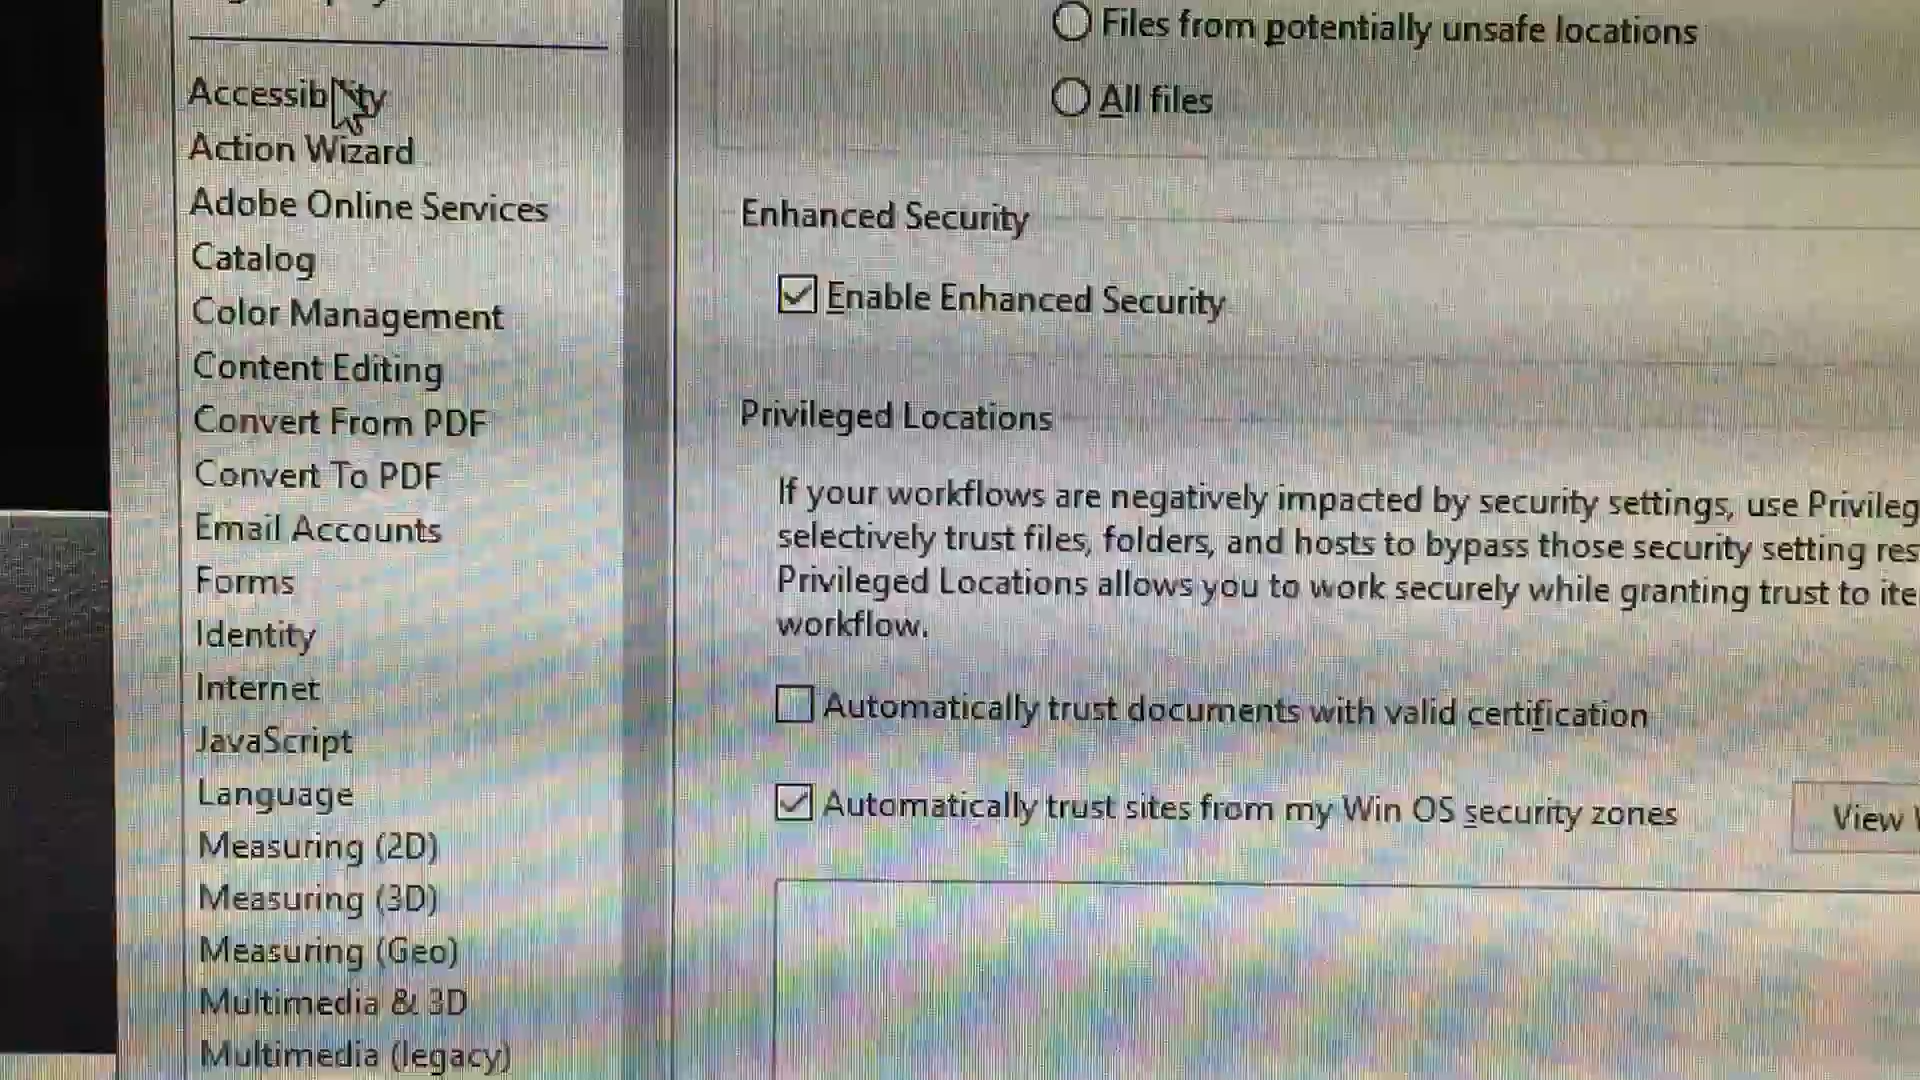 Accessibility
Action Wizard
Adobe Online Services
Catalog
Color Management
Content Editing
Convert From PDF
Convert To PDF
Email Accounts
Forms
Identity
Internet
JavaScript
Language
Measuring (2D)
Measuring (3D)
Measuring (Geo)
Multimedia & 3D
Multimedia (legacy)
Files from potentially unsafe locations
All files
Enhanced Security
Enable Enhanced Security
Privileged Locations
If your workflows are negatively impacted by security settings, use Privileg
selectively trust files, folders, and hosts to bypass those security setting res
Privileged Locations allows you to work securely while granting trust to ite
workflow.
Automatically trust documents with valid certification
Automatically trust sites from my Win OS security zones
View